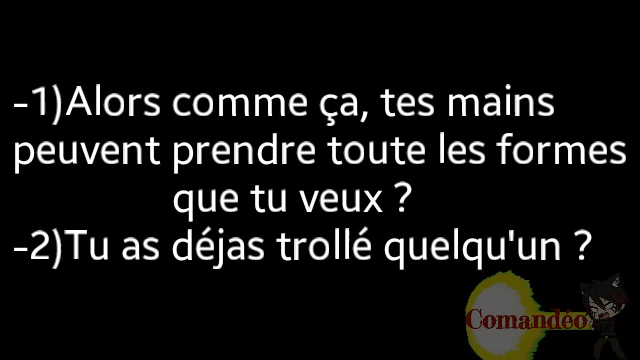 -1)Alors comme ça, tes mains
peuvent prendre toute les formes
que tu veux ?
-2)Tu as déjas trollé quelqu'un ?
Comandéo